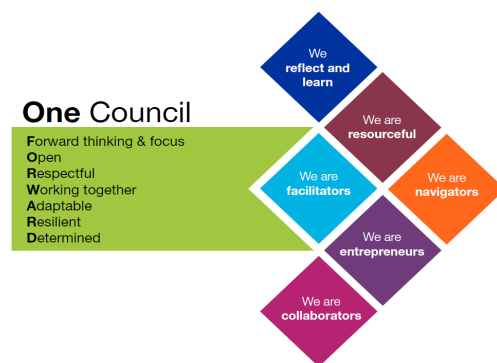 One Council
Forward thinking & focus
Open
Respectful
Working together
Adaptable
Resilient
Determined
We
reflect and
learn
We are
resourceful
We are
facilitators
We are
navigators
We are
entrepreneurs
We are
collaborators